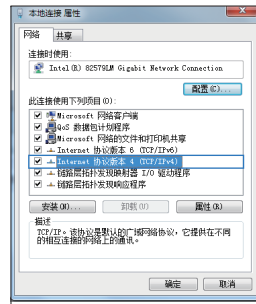 本地连接 属性
网络 共享
连接时使用:
Intel(R) 82579LM Gigabit Network Connection
配置(C)...
此连接使用下列项目(O):
Microsoft 网络客户端
QoS 数据包计划程序
Microsoft 网络的文件和打印机共享
Internet 协议版本 6 (TCP/IPv6)
Internet 协议版本 4 (TCP/IPv4)
链路层拓扑发现映射器 I/O 驱动程序
链路层拓扑发现响应程序
安装(N)... 卸载(U) 属性(R)
描述
TCP/IP。该协议是默认的广域网络协议，它提供在不同
的相互连接的网络上的通讯。
确定 取消